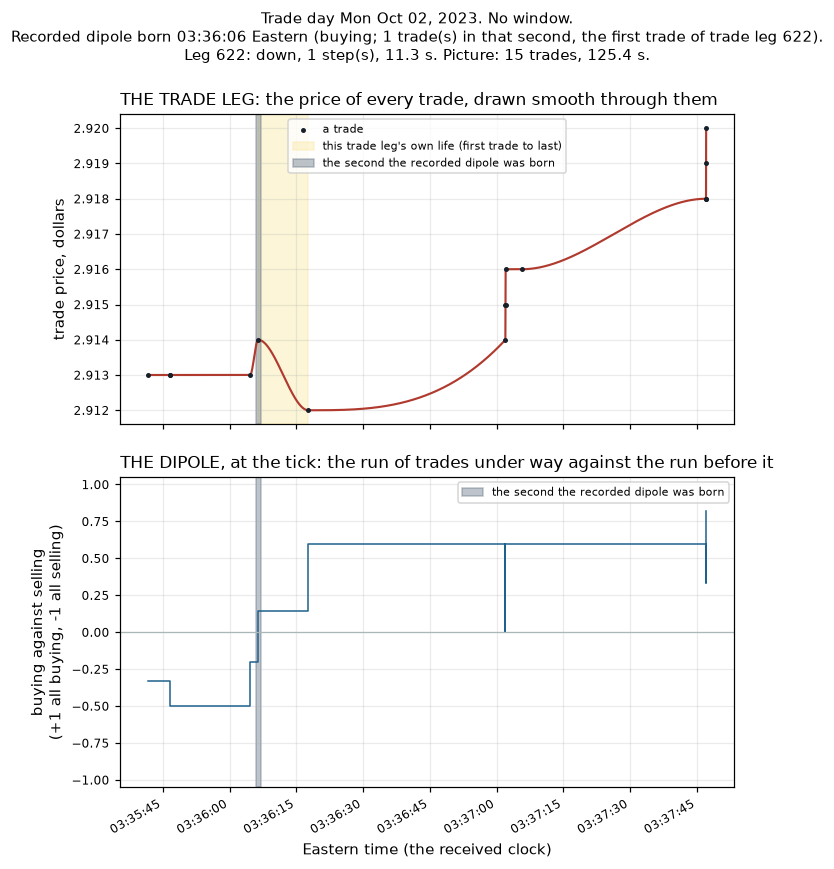 Trade day Mon Oct 02, 2023. No window.
Recorded dipole born 03:36:06 Eastern (buying; 1 trade(s) in that second, the first trade of trade leg 622).
Leg 622: down, 1 step(s), 11.3 s. Picture: 15 trades, 125.4 s.
THE TRADE LEG: the price of every trade, drawn smooth through them
a trade
this trade leg's own life (first trade to last)
the second the recorded dipole was born
trade price, dollars
2.920
2.919
2.918
2.917
2.916
2.915
2.914
2.913
2.912
THE DIPOLE, at the tick: the run of trades under way against the run before it
the second the recorded dipole was born
buying against selling
(+1 all buying, -1 all selling)
1.00
0.75
0.50
0.25
0.00
−0.25
−0.50
−0.75
−1.00
03:35:45
03:36:00
03:36:15
03:36:30
03:36:45
03:37:00
03:37:15
03:37:30
03:37:45
Eastern time (the received clock)